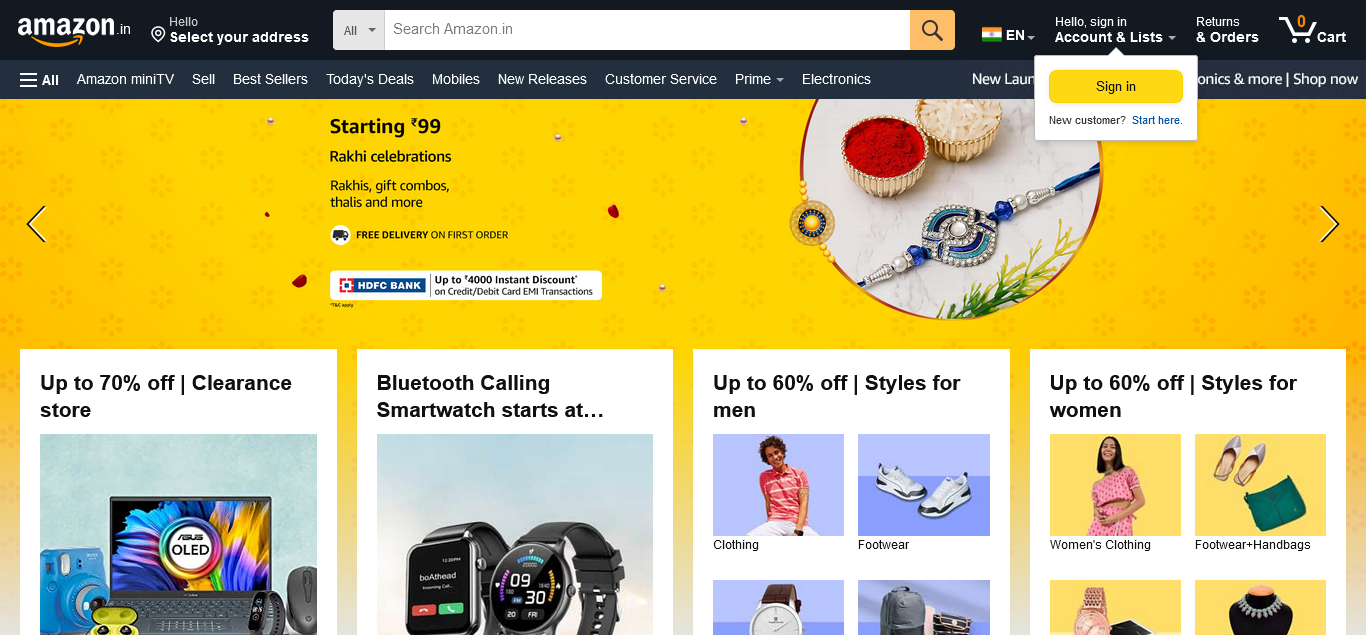 amazon.in
Hello
Select your address
All
Search Amazon.in
EN
Hello, sign in
Account & Lists
Returns
& Orders
0
Cart
All
Amazon miniTV
Sell
Best Sellers
Today's Deals
Mobiles
New Releases
Customer Service
Prime
Electronics
New Laun
onics & more | Shop now
Sign in
New customer? Start here.
Starting ₹99
Rakhi celebrations
Rakhis, gift combos,
thalis and more
FREE DELIVERY ON FIRST ORDER
HDFC BANK
Up to ₹4000 Instant Discount*
on Credit/Debit Card EMI Transactions
*T&C apply
Up to 70% off | Clearance
store
Bluetooth Calling
Smartwatch starts at…
Up to 60% off | Styles for
men
Up to 60% off | Styles for
women
ASUS
OLED
12:20PM
boAthead
Incoming Call...
09
30
20 FRI
Clothing
Footwear
Women's Clothing
Footwear+Handbags